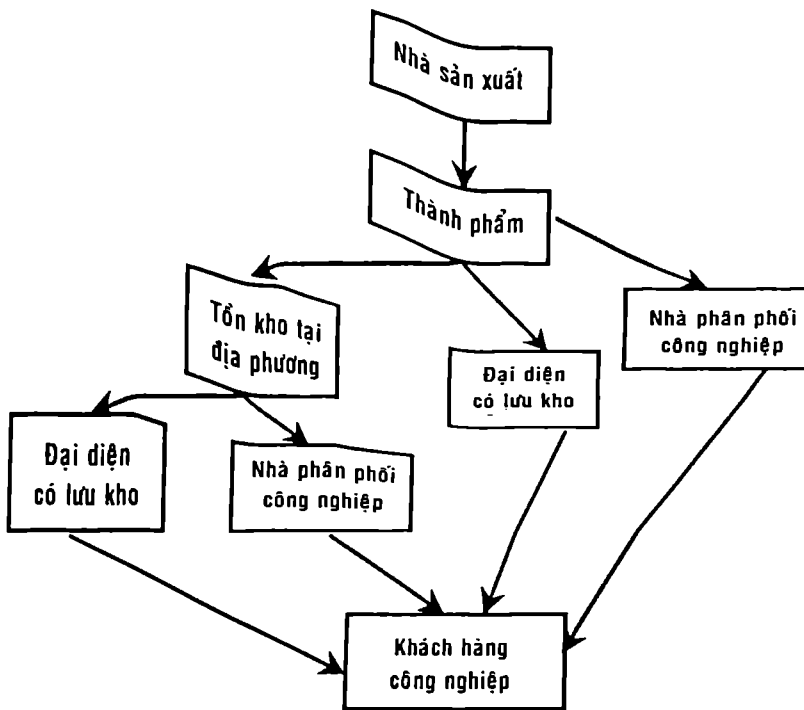 Nhà sản xuất
Thành phẩm
Tồn kho tại
địa phương
Nhà phân phối
công nghiệp
Đại diện
có lưu kho
Đại diện
có lưu kho
Nhà phân phối
công nghiệp
Khách hàng
công nghiệp